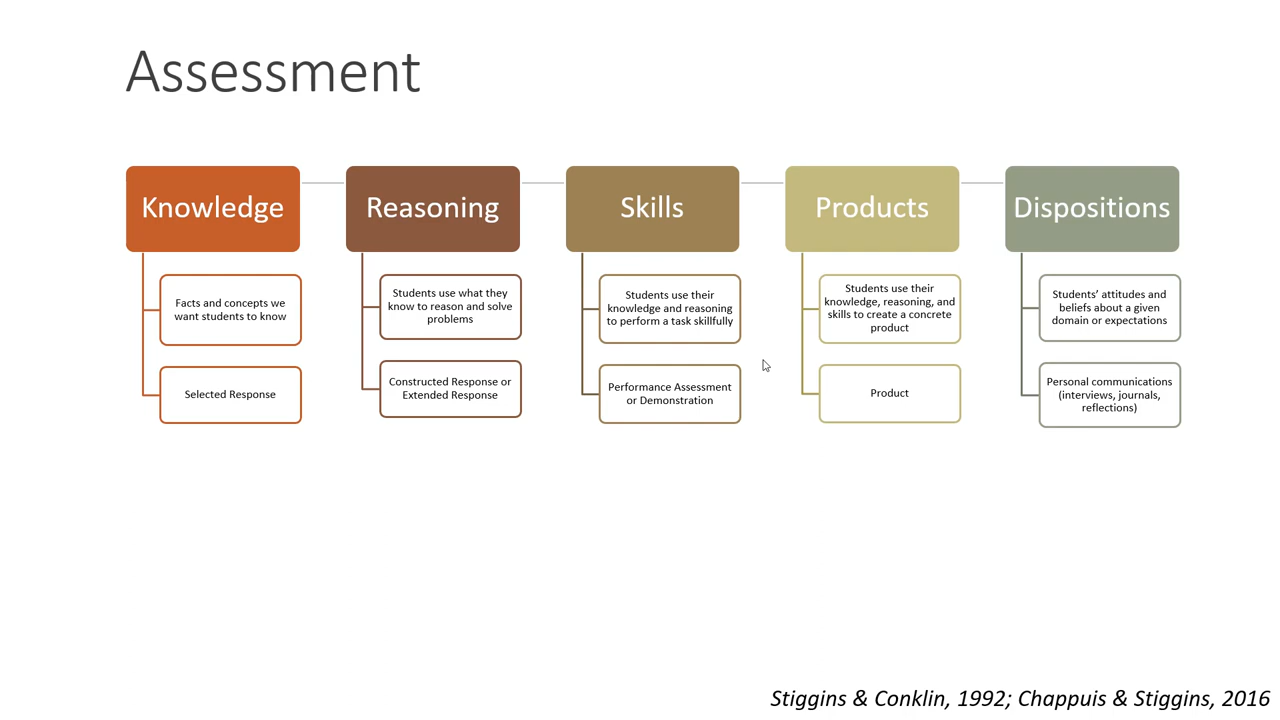 Assessment
Knowledge
Facts and concepts we
want students to know
Selected Response
Reasoning
Students use what they
know to reason and solve
problems
Constructed Response or
Extended Response
Skills
Students use their
knowledge and reasoning
to perform a task skillfully
Performance Assessment
or Demonstration
Products
Students use their
knowledge, reasoning, and
skills to create a concrete
product
Product
Dispositions
Students’ attitudes and
beliefs about a given
domain or expectations
Personal communications
(interviews, journals,
reflections)
Stiggins & Conklin, 1992; Chappuis & Stiggins, 2016